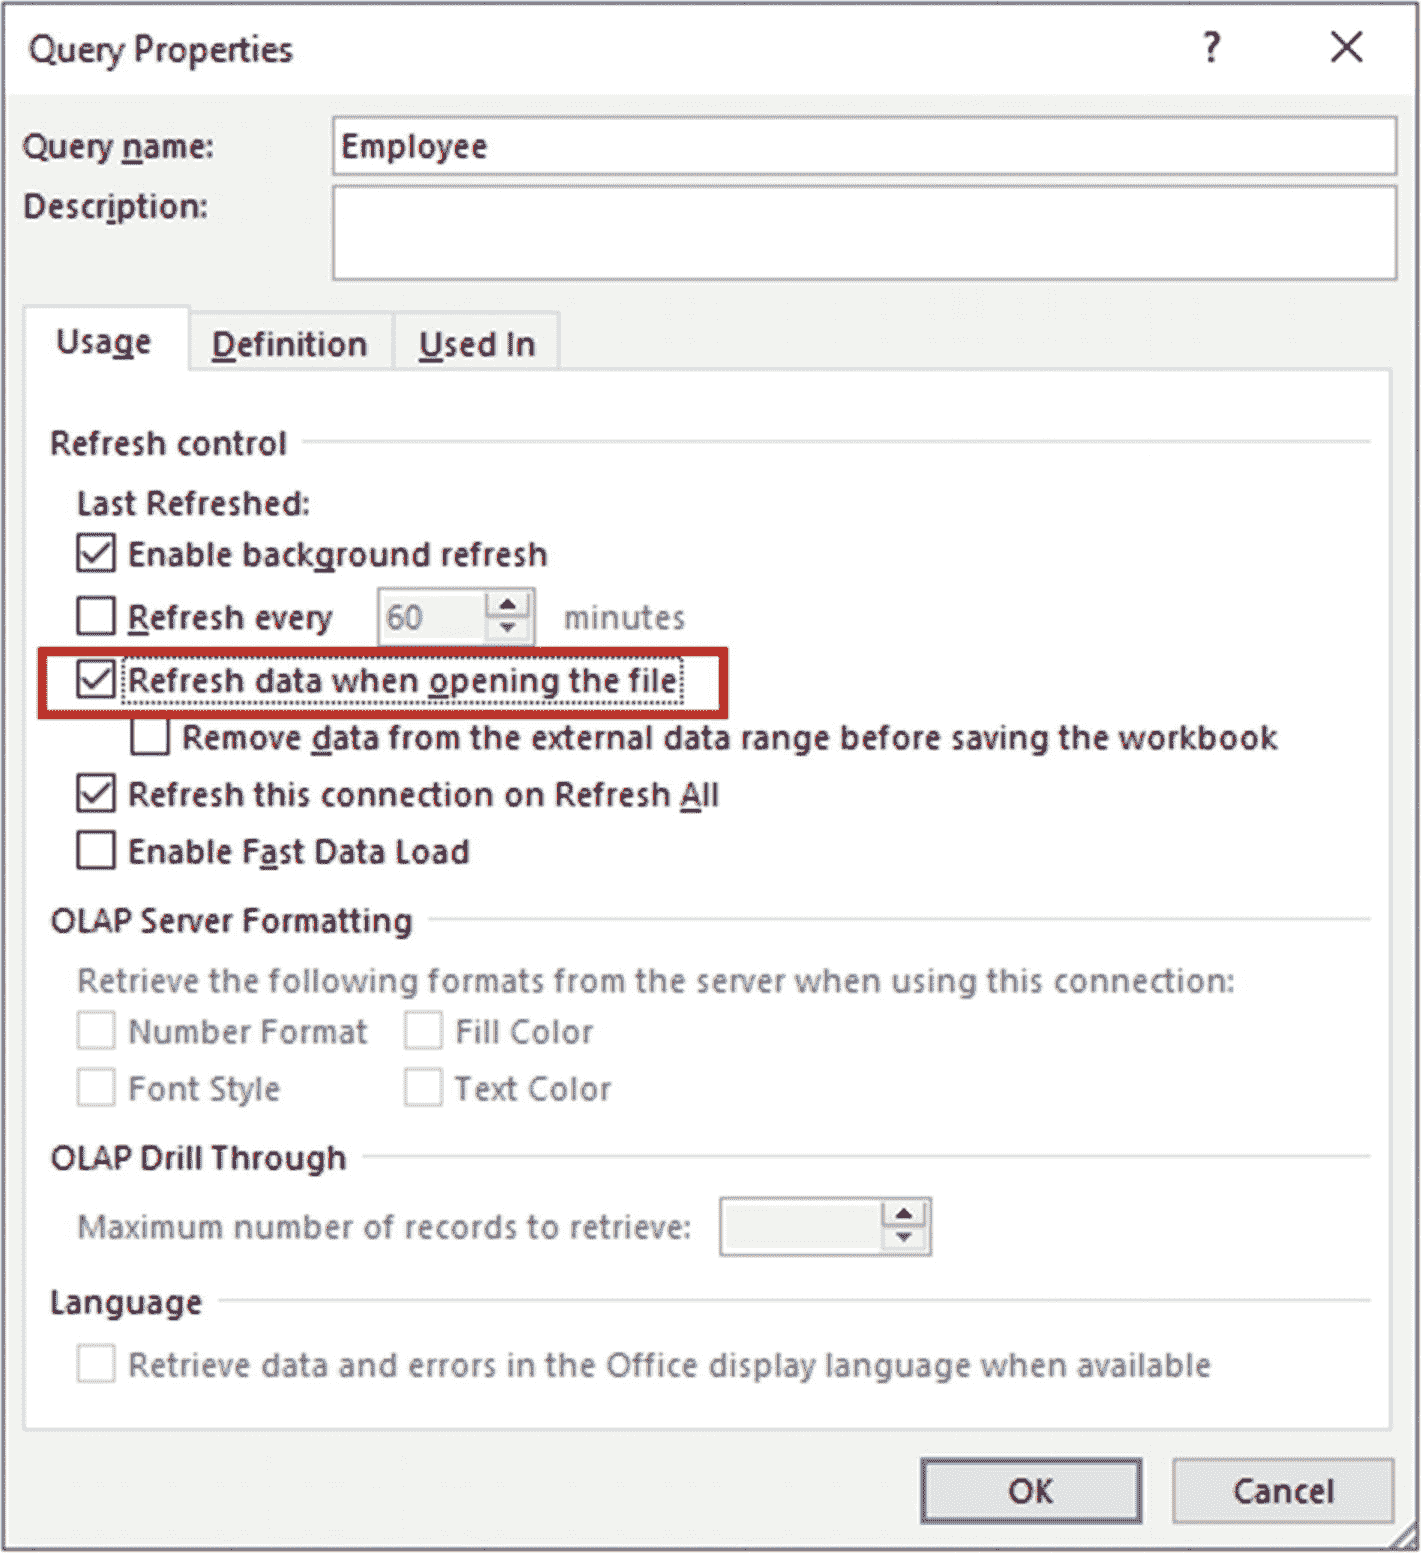 Query Properties ?
Query name: Employee
Description:
Usage Definition Used In
Refresh control
Last Refreshed:
Enable background refresh
Refresh every 60 minutes
Refresh data when opening the file
Remove data from the external data range before saving the workbook
Refresh this connection on Refresh All
Enable Fast Data Load
OLAP Server Formatting
Retrieve the following formats from the server when using this connection:
Number Format Fill Color
Font Style Text Color
OLAP Drill Through
Maximum number of records to retrieve:
Language
Retrieve data and errors in the Office display language when available
OK Cancel